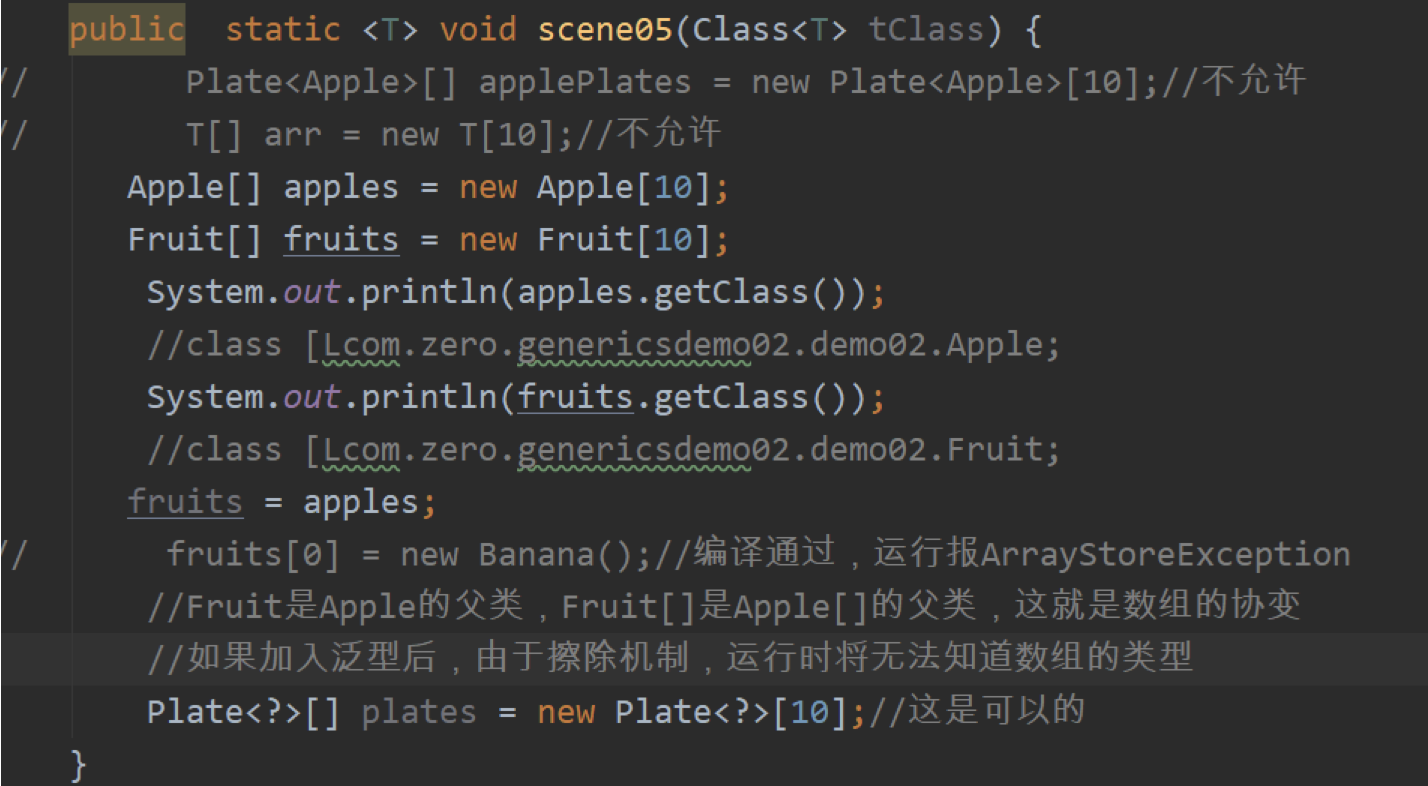 public  static <T> void scene05(Class<T> tClass) {
//        Plate<Apple>[] applePlates = new Plate<Apple>[10];//不允许
//        T[] arr = new T[10];//不允许
Apple[] apples = new Apple[10];
Fruit[] fruits = new Fruit[10];
System.out.println(apples.getClass());
//class [Lcom.zero.genericsdemo02.demo02.Apple;
System.out.println(fruits.getClass());
//class [Lcom.zero.genericsdemo02.demo02.Fruit;
fruits = apples;
//       fruits[0] = new Banana();//编译通过，运行报ArrayStoreException
//Fruit是Apple的父类，Fruit[]是Apple[]的父类，这就是数组的协变
//如果加入泛型后，由于擦除机制，运行时将无法知道数组的类型
Plate<?>[] plates = new Plate<?>[10];//这是可以的
}